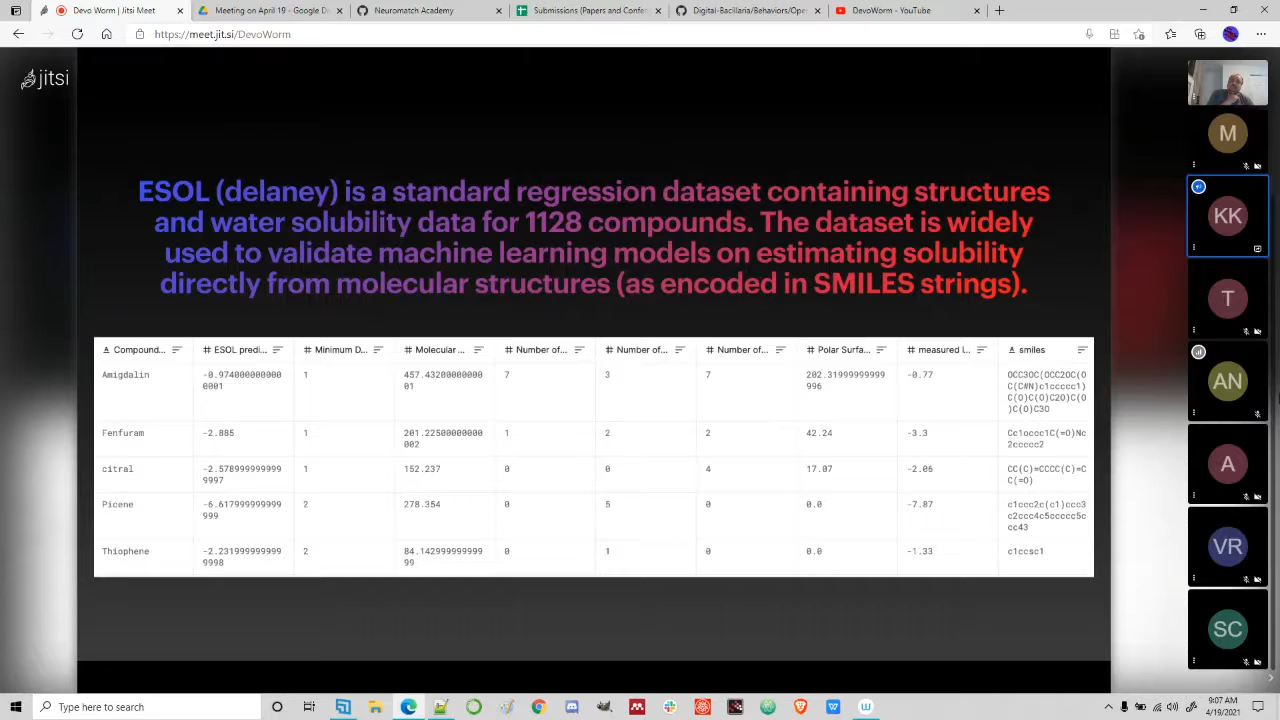 Devo Worm Jitsi Meet
Meeting on April 19 - Google D
Neuromatch Academy
Submissions (Papers and Confere
Digital-Bacillaria/Behaviors/Ope
DevoWorm - YouTube
https://meet.jit.si/DevoWorm
jitsi
ESOL (delaney) is a standard regression dataset containing structures
and water solubility data for 1128 compounds. The dataset is widely
used to validate machine learning models on estimating solubility
directly from molecular structures (as encoded in SMILES strings).
A Compound... # ESOL predi... # Minimum D... # Molecular ... # Number of... # Number of... # Number of... # Polar Surfa... # measured l... A smiles
Amigdalin -0.974000000000 1 457.43200000000 7 3 7 202.31999999999 -0.77 OCC3OC(OCC2OC(O
0001 01 996 C(C#N)c1ccccc1)
C(O)C(O)C2O)C(O
)C(O)C3O
Fenfuram -2.885 1 201.22500000000 1 2 2 42.24 -3.3 Cc1occc1C(=O)Nc
002 2ccccc2
citral -2.578999999999 1 152.237 0 0 4 17.07 -2.06 CC(C)=CCCC(C)=C
9997 C(=O)
Picene -6.617999999999 2 278.354 0 5 0 0.0 -7.87 c1ccc2c(c1)ccc3
999 c2ccc4c5ccccc5c
cc43
Thiophene -2.231999999999 2 84.142999999999 0 1 0 0.0 -1.33 c1ccsc1
9998 99
M
KK
T
AN
A
VR
SC
Type here to search
9:07 AM
4/19/2021